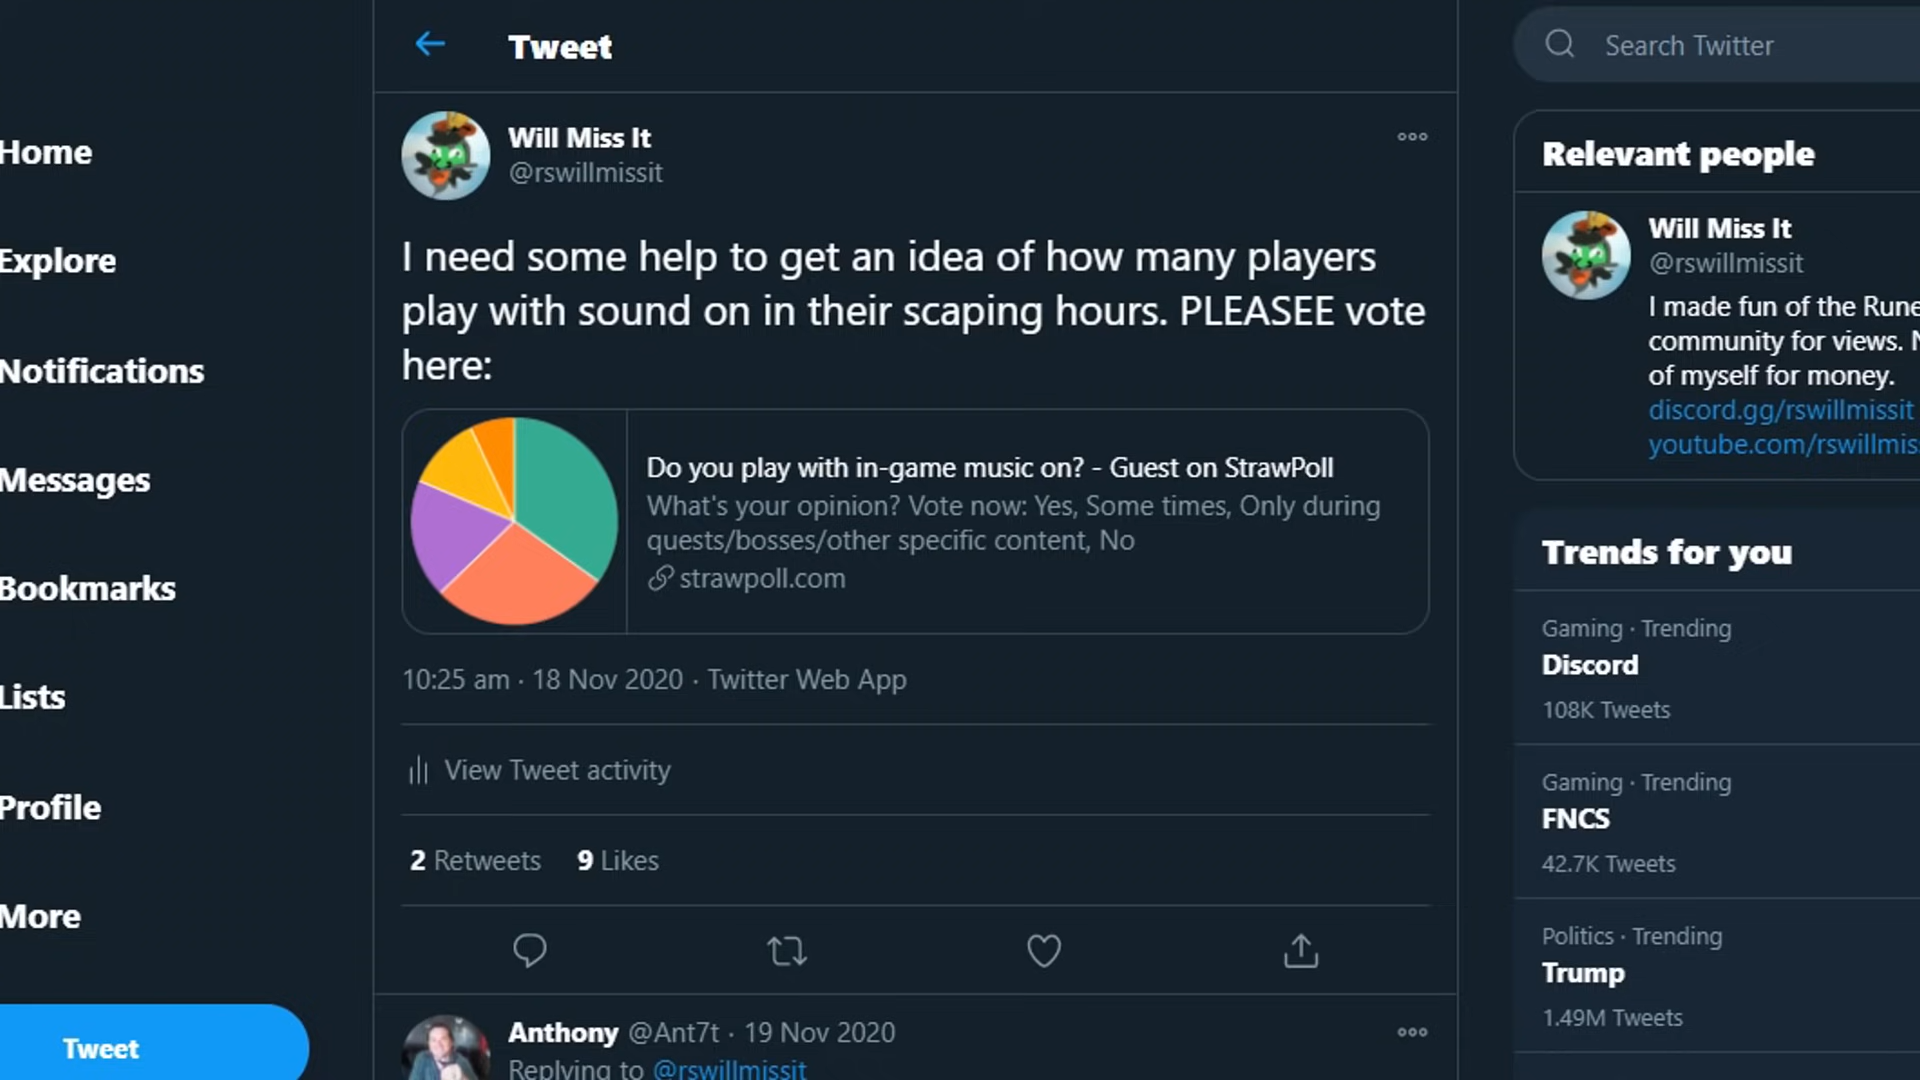 Home
Explore
Notifications
Messages
Bookmarks
Lists
Profile
More
Tweet
Tweet
Will Miss It
@rswillmissit
I need some help to get an idea of how many players
play with sound on in their scaping hours. PLEASEE vote
here:
Do you play with in-game music on? - Guest on StrawPoll
What's your opinion? Vote now: Yes, Some times, Only during
quests/bosses/other specific content, No
strawpoll.com
10:25 am · 18 Nov 2020 · Twitter Web App
View Tweet activity
2 Retweets 9 Likes
Anthony @Ant7t · 19 Nov 2020
Replying to @rswillmissit
Search Twitter
Relevant people
Will Miss It
@rswillmissit
I made fun of the Rune
community for views. N
of myself for money.
discord.gg/rswillmissit
youtube.com/rswillmis
Trends for you
Gaming · Trending
Discord
108K Tweets
Gaming · Trending
FNCS
42.7K Tweets
Politics · Trending
Trump
1.49M Tweets